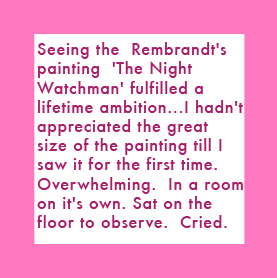 Seeing the Rembrandt's
painting 'The Night
Watchman' fulfilled a
lifetime ambition...I hadn't
appreciated the great
size of the painting till I
saw it for the first time.
Overwhelming. In a room
on it's own. Sat on the
floor to observe. Cried.